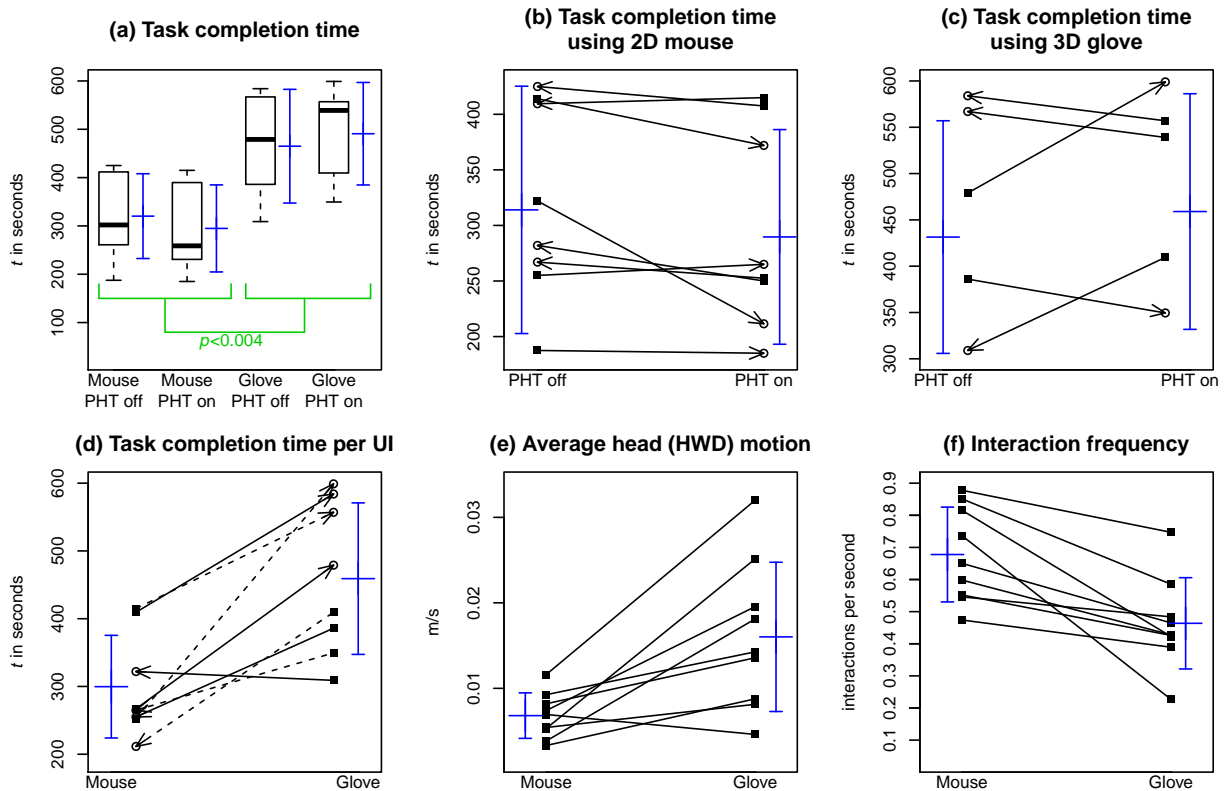 (a) Task completion time
t in seconds
600
500
400
300
200
100
p<0.004
Mouse PHT off
Mouse PHT on
Glove PHT off
Glove PHT on
(b) Task completion time
using 2D mouse
t in seconds
400
350
300
250
200
PHT off PHT on
(c) Task completion time
using 3D glove
t in seconds
600
550
500
450
400
350
300
PHT off PHT on
(d) Task completion time per UI
t in seconds
600
500
400
300
200
Mouse Glove
(e) Average head (HWD) motion
m/s
0.03
0.02
0.01
Mouse Glove
(f) Interaction frequency
interactions per second
0.9
0.8
0.7
0.6
0.5
0.4
0.3
0.2
0.1
Mouse Glove